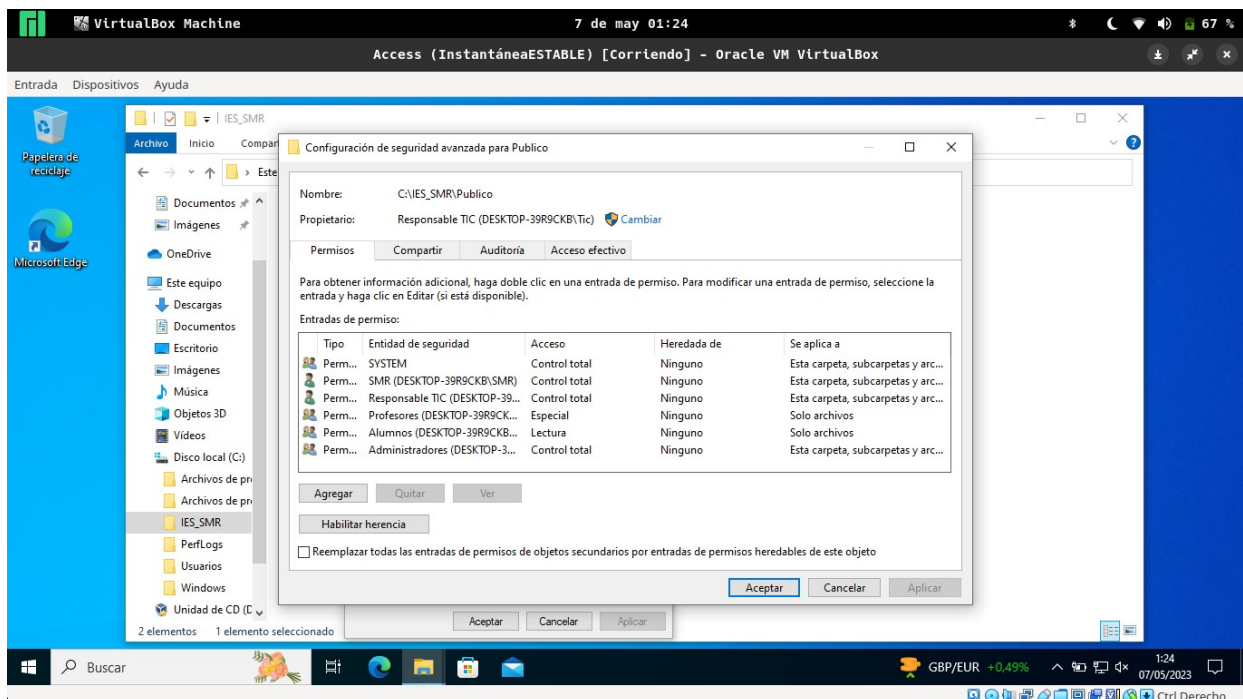 VirtualBox Machine 7 de may 01:24 67 %
Access (InstantáneaESTABLE) [Corriendo] - Oracle VM VirtualBox
Entrada Dispositivos Ayuda
Papelera de reciclaje
Microsoft Edge
IES_SMR
Archivo Inicio Compar
Este
Documentos
Imágenes
OneDrive
Este equipo
Descargas
Documentos
Escritorio
Imágenes
Música
Objetos 3D
Vídeos
Disco local (C:)
Archivos de pr
Archivos de pr
IES_SMR
PerfLogs
Usuarios
Windows
Unidad de CD (D
2 elementos 1 elemento seleccionado
Configuración de seguridad avanzada para Publico
Nombre: C:\IES_SMR\Publico
Propietario: Responsable TIC (DESKTOP-39R9CKB\Tic) Cambiar
Permisos Compartir Auditoría Acceso efectivo
Para obtener información adicional, haga doble clic en una entrada de permiso. Para modificar una entrada de permiso, seleccione la
entrada y haga clic en Editar (si está disponible).
Entradas de permiso:
Tipo Entidad de seguridad Acceso Heredada de Se aplica a
Perm... SYSTEM Control total Ninguno Esta carpeta, subcarpetas y arc...
Perm... SMR (DESKTOP-39R9CKB\SMR) Control total Ninguno Esta carpeta, subcarpetas y arc...
Perm... Responsable TIC (DESKTOP-39... Control total Ninguno Esta carpeta, subcarpetas y arc...
Perm... Profesores (DESKTOP-39R9CK... Especial Ninguno Solo archivos
Perm... Alumnos (DESKTOP-39R9CKB... Lectura Ninguno Solo archivos
Perm... Administradores (DESKTOP-3... Control total Ninguno Esta carpeta, subcarpetas y arc...
Agregar Quitar Ver
Habilitar herencia
Reemplazar todas las entradas de permisos de objetos secundarios por entradas de permisos heredables de este objeto
Aceptar Cancelar Aplicar
Aceptar Cancelar Aplicar
Buscar GBP/EUR +0,49% 1:24
07/05/2023
Ctrl Derecho